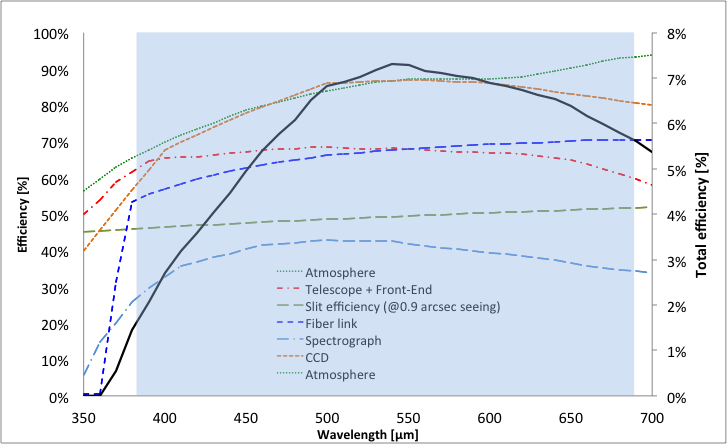 100%
90%
80%
70%
60%
50%
40%
30%
20%
10%
0%
Efficiency [%]
8%
7%
6%
5%
4%
3%
2%
1%
0%
Total efficiency [%]
Atmosphere
Telescope + Front-End
Slit efficiency (@0.9 arcsec seeing)
Fiber link
Spectrograph
CCD
Atmosphere
350 400 450 500 550 600 650 700
Wavelength [µm]